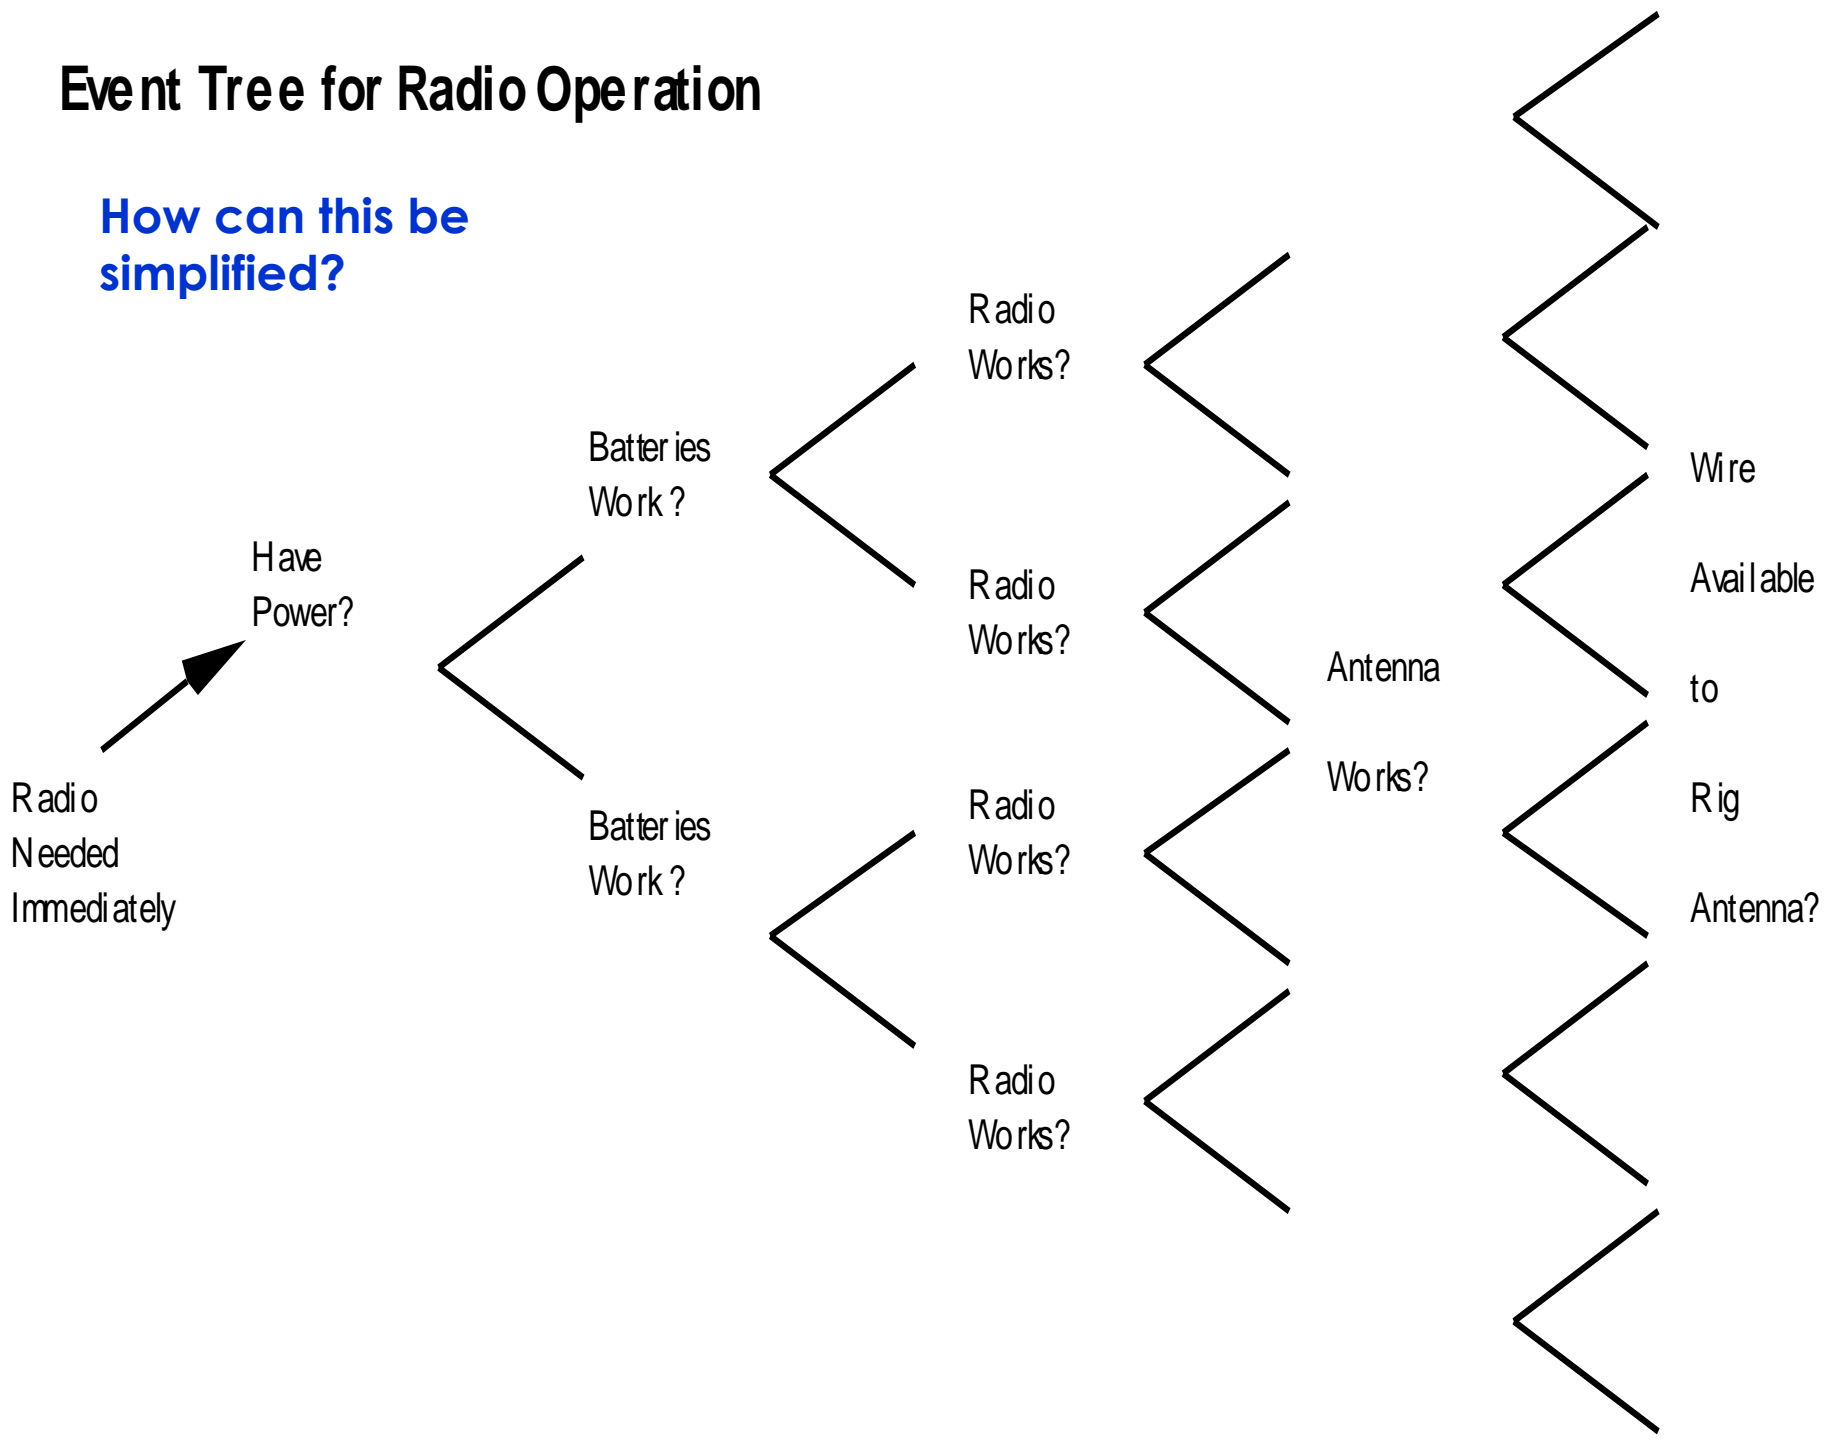 Event Tree for Radio Operation
How can this be
simplified?
Radio
Needed
Immediately
Have
Power?
Batteries
Work?
Batteries
Work?
Radio
Works?
Radio
Works?
Radio
Works?
Radio
Works?
Antenna
Works?
Wire
Available
to
Rig
Antenna?